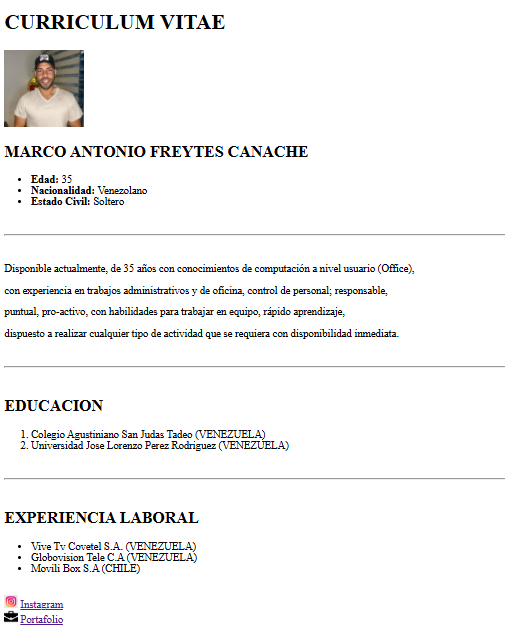 CURRICULUM VITAE
MARCO ANTONIO FREYTES CANACHE
Edad: 35
Nacionalidad: Venezolano
Estado Civil: Soltero
Disponible actualmente, de 35 años con conocimientos de computación a nivel usuario (Office),
con experiencia en trabajos administrativos y de oficina, control de personal; responsable,
puntual, pro-activo, con habilidades para trabajar en equipo, rápido aprendizaje,
dispuesto a realizar cualquier tipo de actividad que se requiera con disponibilidad inmediata.
EDUCACION
1. Colegio Agustiniano San Judas Tadeo (VENEZUELA)
2. Universidad Jose Lorenzo Perez Rodriguez (VENEZUELA)
EXPERIENCIA LABORAL
Vive Tv Covetel S.A. (VENEZUELA)
Globovision Tele C.A (VENEZUELA)
Movili Box S.A (CHILE)
Instagram
Portafolio